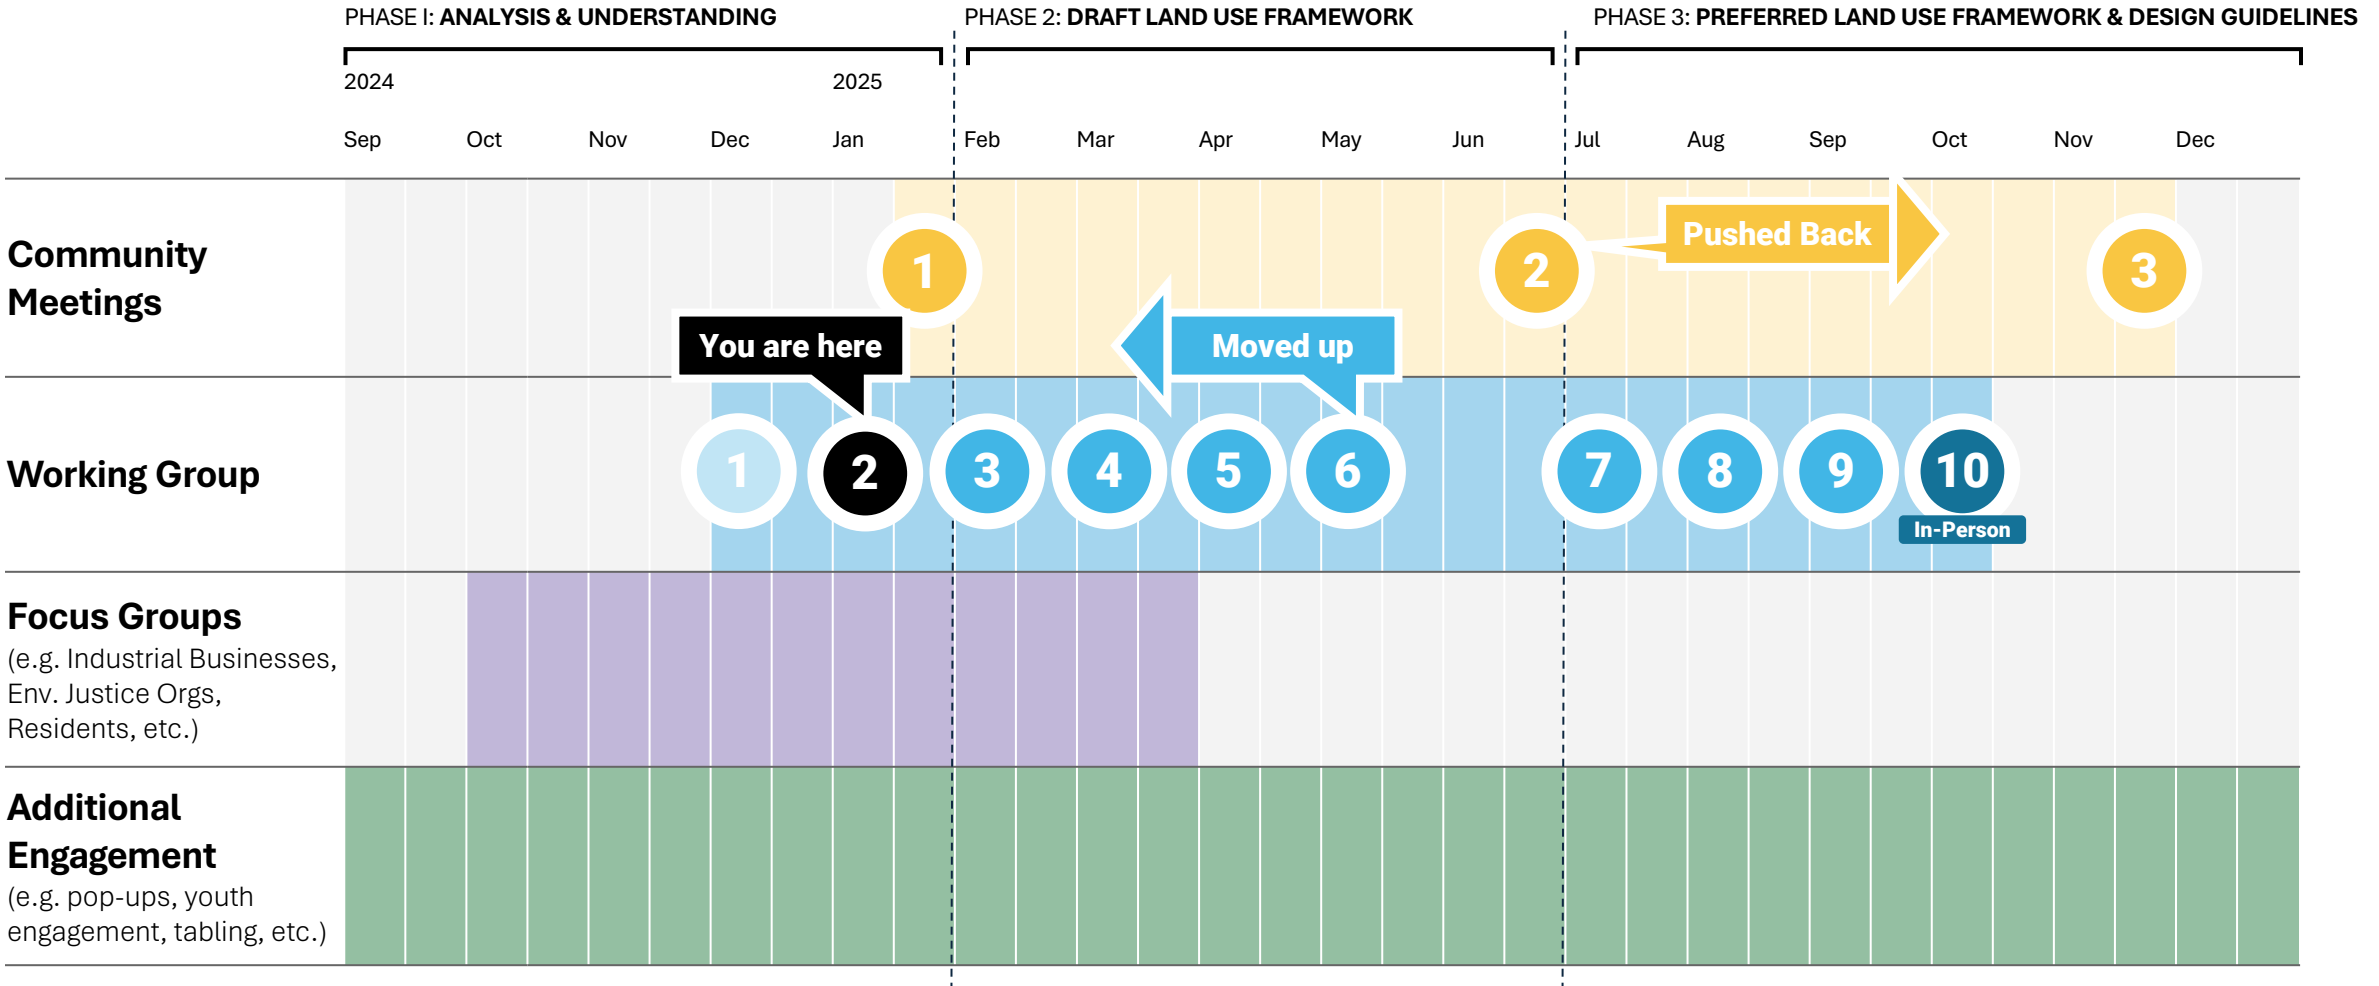 PHASE I: ANALYSIS & UNDERSTANDING
PHASE 2: DRAFT LAND USE FRAMEWORK
PHASE 3: PREFERRED LAND USE FRAMEWORK & DESIGN GUIDELINES
2024
2025
Sep
Oct
Nov
Dec
Jan
Feb
Mar
Apr
May
Jun
Jul
Aug
Sep
Oct
Nov
Dec
Community
Meetings
1
2
Pushed Back
3
You are here
Moved up
Working Group
1
2
3
4
5
6
7
8
9
10
In-Person
Focus Groups
(e.g. Industrial Businesses,
Env. Justice Orgs,
Residents, etc.)
Additional
Engagement
(e.g. pop-ups, youth
engagement, tabling, etc.)